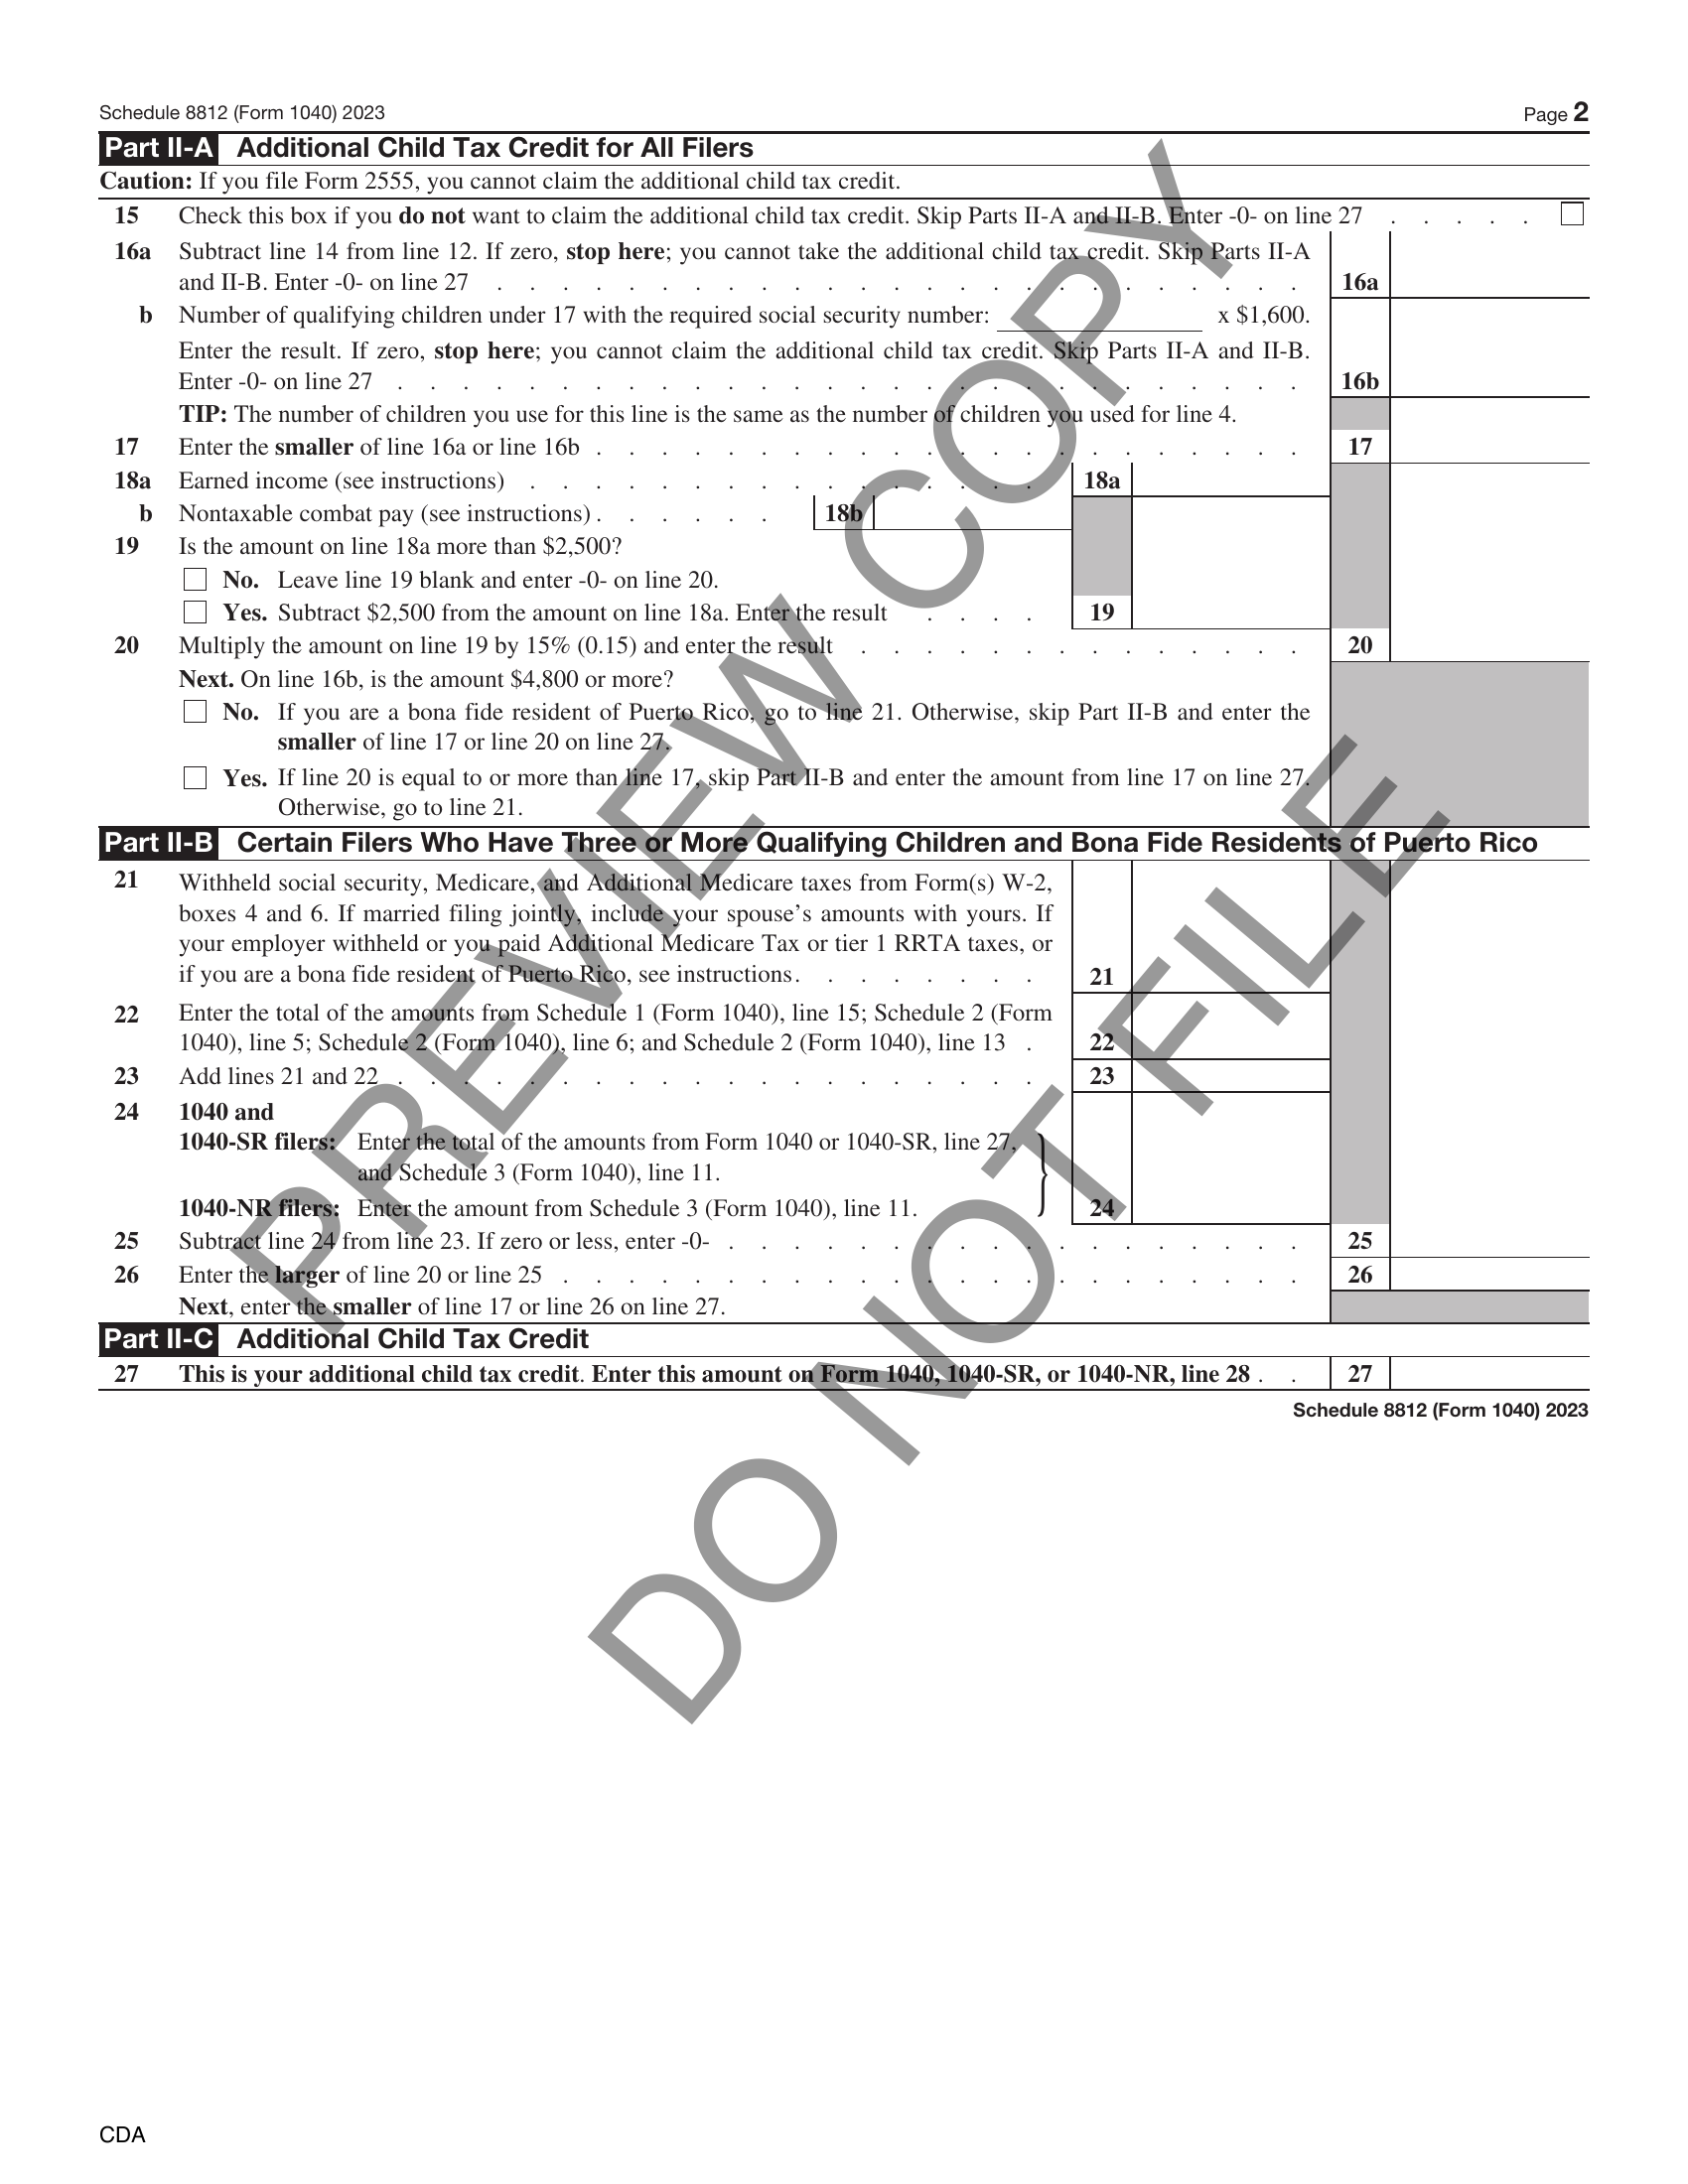 Schedule 8812 (Form 1040) 2023 Page 2
Part II-A Additional Child Tax Credit for All Filers
Caution: If you file Form 2555, you cannot claim the additional child tax credit.
15 Check this box if you do not want to claim the additional child tax credit. Skip Parts II-A and II-B. Enter -0- on line 27 . . . . .
16a Subtract line 14 from line 12. If zero, stop here; you cannot take the additional child tax credit. Skip Parts II-A
and II-B. Enter -0- on line 27 . . . . . . . . . . . . . . . . . . . . . . . . . 16a
b Number of qualifying children under 17 with the required social security number: x $1,600.
Enter the result. If zero, stop here; you cannot claim the additional child tax credit. Skip Parts II-A and II-B.
Enter -0- on line 27 . . . . . . . . . . . . . . . . . . . . . . . . . . . . 16b
TIP: The number of children you use for this line is the same as the number of children you used for line 4.
17 Enter the smaller of line 16a or line 16b . . . . . . . . . . . . . . . . . . . . . . 17
18a Earned income (see instructions) . . . . . . . . . . . . . . . . 18a
b Nontaxable combat pay (see instructions) . . . . . . 18b
19 Is the amount on line 18a more than $2,500?
No. Leave line 19 blank and enter -0- on line 20.
Yes. Subtract $2,500 from the amount on line 18a. Enter the result . . . . 19
20 Multiply the amount on line 19 by 15% (0.15) and enter the result . . . . . . . . . . . . . . 20
Next. On line 16b, is the amount $4,800 or more?
No. If you are a bona fide resident of Puerto Rico, go to line 21. Otherwise, skip Part II-B and enter the
smaller of line 17 or line 20 on line 27.
Yes. If line 20 is equal to or more than line 17, skip Part II-B and enter the amount from line 17 on line 27.
Otherwise, go to line 21.
Part II-B Certain Filers Who Have Three or More Qualifying Children and Bona Fide Residents of Puerto Rico
21 Withheld social security, Medicare, and Additional Medicare taxes from Form(s) W-2,
boxes 4 and 6. If married filing jointly, include your spouse’s amounts with yours. If
your employer withheld or you paid Additional Medicare Tax or tier 1 RRTA taxes, or
if you are a bona fide resident of Puerto Rico, see instructions . . . . . . . . 21
22 Enter the total of the amounts from Schedule 1 (Form 1040), line 15; Schedule 2 (Form
1040), line 5; Schedule 2 (Form 1040), line 6; and Schedule 2 (Form 1040), line 13 . 22
23 Add lines 21 and 22 . . . . . . . . . . . . . . . . . . . . 23
24 1040 and
1040-SR filers: Enter the total of the amounts from Form 1040 or 1040-SR, line 27,
and Schedule 3 (Form 1040), line 11.
1040-NR filers: Enter the amount from Schedule 3 (Form 1040), line 11. 24
25 Subtract line 24 from line 23. If zero or less, enter -0- . . . . . . . . . . . . . . . . . . 25
26 Enter the larger of line 20 or line 25 . . . . . . . . . . . . . . . . . . . . . . . 26
Next, enter the smaller of line 17 or line 26 on line 27.
Part II-C Additional Child Tax Credit
27 This is your additional child tax credit. Enter this amount on Form 1040, 1040-SR, or 1040-NR, line 28 . . 27
Schedule 8812 (Form 1040) 2023
PREVIEW COPY
DO NOT FILE
CDA